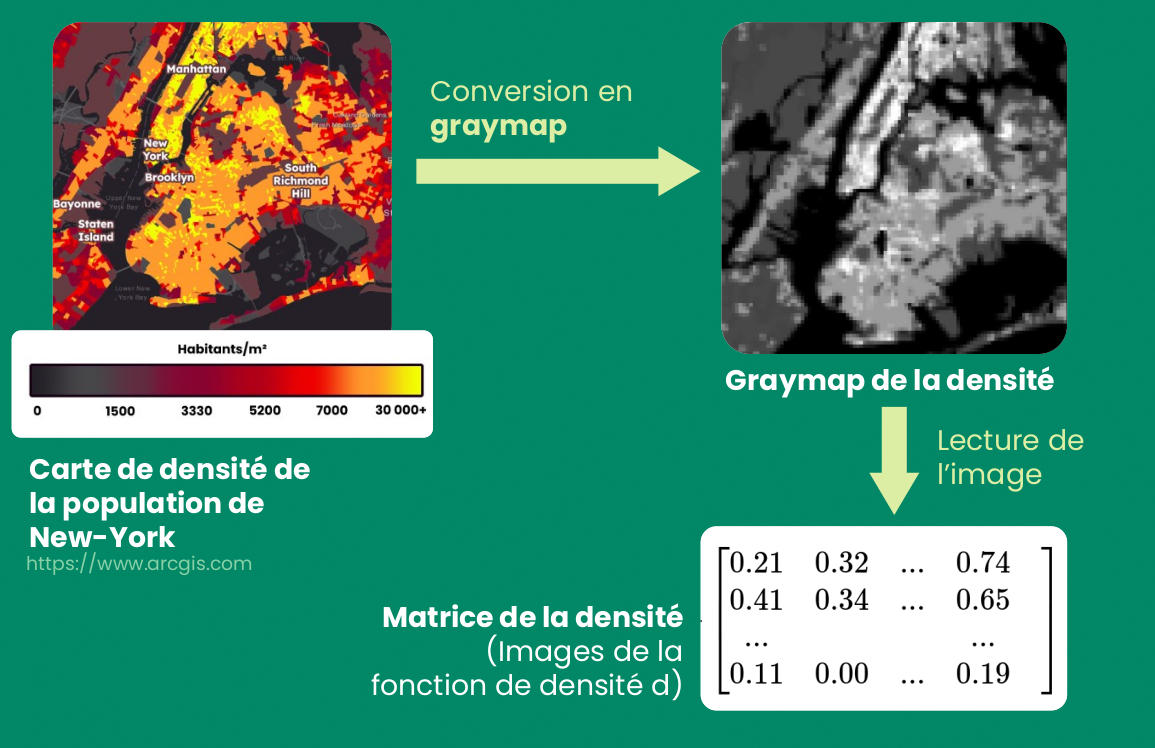 Manhattan
East River
New
York
Brooklyn
South
Richmond
Hill
Bayonne
Upper New
York Bay
Staten
Island
Lower New
York Bay
Habitants/m²
0 1500 3330 5200 7000 30 000+
Carte de densité de
la population de
New-York
https://www.arcgis.com
Conversion en
graymap
Graymap de la densité
Lecture de
l’image
Matrice de la densité
(Images de la
fonction de densité d)
0.21 0.32 ... 0.74
0.41 0.34 ... 0.65
... ...
0.11 0.00 ... 0.19